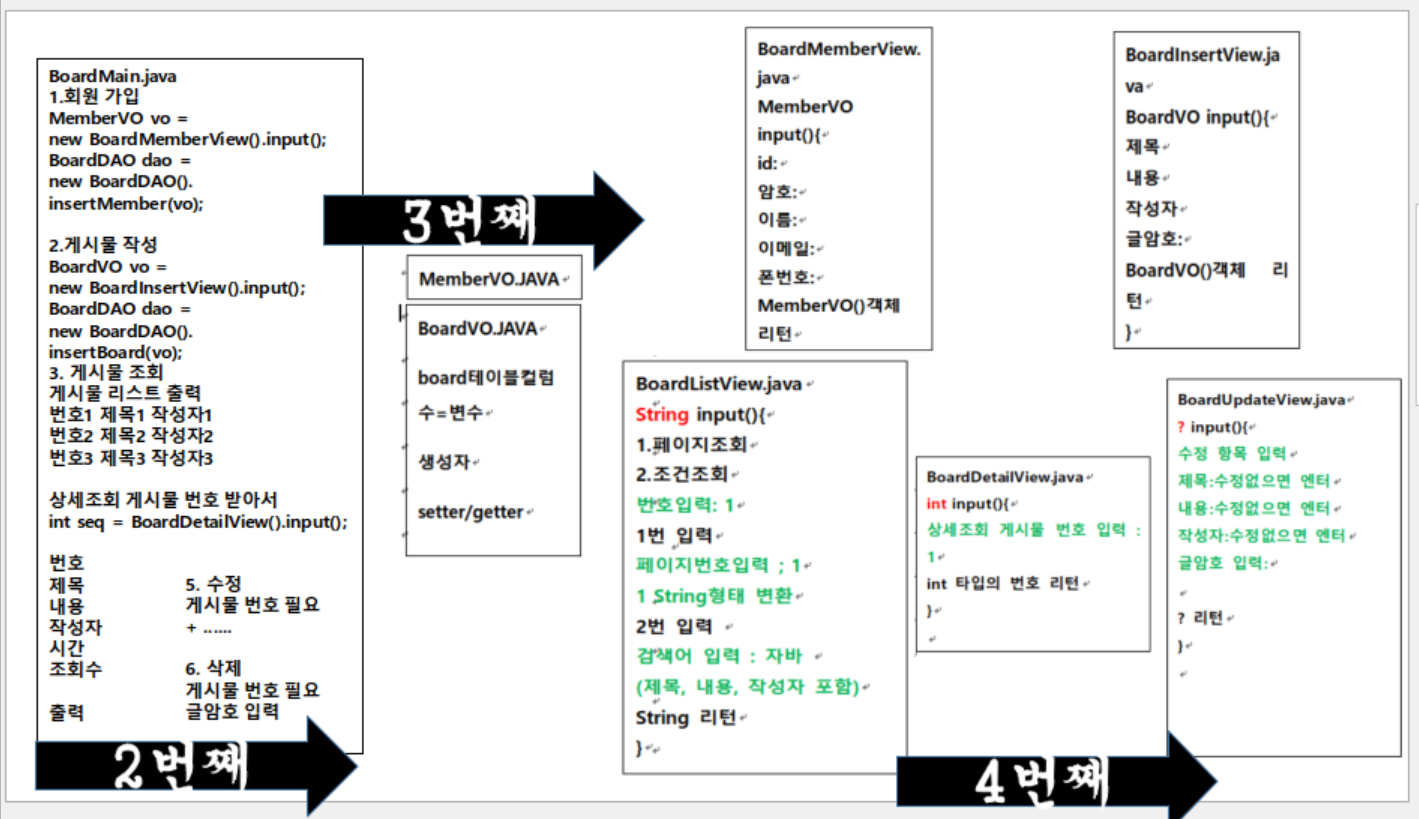 BoardMain.java
1.회원 가입
MemberVO vo =
new BoardMemberView().input();
BoardDAO dao =
new BoardDAO().
insertMember(vo);
2.게시물 작성
BoardVO vo =
new BoardInsertView().input();
BoardDAO dao =
new BoardDAO().
insertBoard(vo);
3. 게시물 조회
게시물 리스트 출력
번호1 제목1 작성자1
번호2 제목2 작성자2
번호3 제목3 작성자3
상세조회 게시물 번호 받아서
int seq = BoardDetailView().input();
번호
제목
내용
작성자
시간
조회수
출력
5. 수정
게시물 번호 필요
+ ......
6. 삭제
게시물 번호 필요
글암호 입력
2번째
3번째
MemberVO.JAVA
BoardVO.JAVA
board테이블컬럼
수=변수
생성자
setter/getter
BoardMemberView.
java
MemberVO
input(){
id:
암호:
이름:
이메일:
폰번호:
MemberVO()객체
리턴
BoardInsertView.ja
va
BoardVO input(){
제목
내용
작성자
글암호:
BoardVO()객체 리
턴
}
BoardListView.java
String input(){
1.페이지조회
2.조건조회
번호입력: 1
1번 입력
페이지번호입력 ; 1
1 String형태 변환
2번 입력
검색어 입력 : 자바
(제목, 내용, 작성자 포함)
String 리턴
}
BoardDetailView.java
int input(){
상세조회 게시물 번호 입력 :
1
int 타입의 번호 리턴
}
BoardUpdateView.java
? input(){
수정 항목 입력
제목:수정없으면 엔터
내용:수정없으면 엔터
작성자:수정없으면 엔터
글암호 입력:
? 리턴
}
4번째